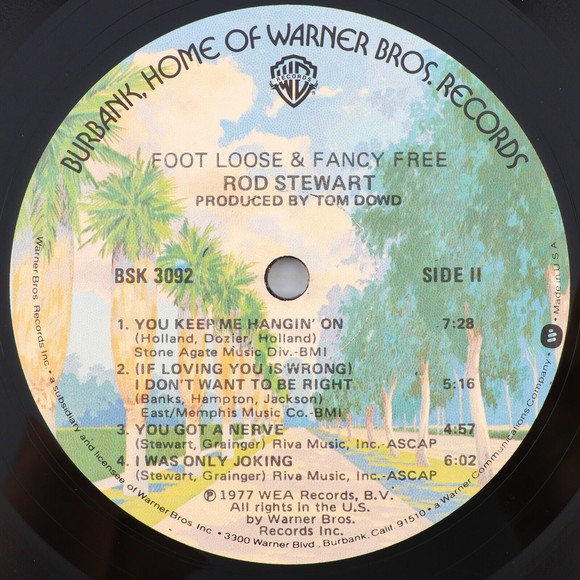 BURBANK, HOME OF WARNER BROS. RECORDS
WB
RECORDS
FOOT LOOSE & FANCY FREE
ROD STEWART
PRODUCED BY TOM DOWD
BSK 3092
SIDE II
1. YOU KEEP ME HANGIN' ON 7:28
(Holland, Dozier, Holland)
Stone Agate Music Div.-BMI
2. (IF LOVING YOU IS WRONG)
I DON'T WANT TO BE RIGHT 5:16
(Banks, Hampton, Jackson)
East/Memphis Music Co.-BMI
3. YOU GOT A NERVE 4:57
(Stewart, Grainger) Riva Music, Inc.-ASCAP
4. I WAS ONLY JOKING 6:02
(Stewart, Grainger) Riva Music, Inc.-ASCAP
℗ 1977 WEA Records, B.V.
All rights in the U.S.
by Warner Bros.
Records Inc.
Warner Bros. Records Inc. • a subsidiary and licensee of Warner Bros. Inc. • 3300 Warner Blvd., Burbank, Cal. 91510 • a Warner Communications Company. • Made in U S A